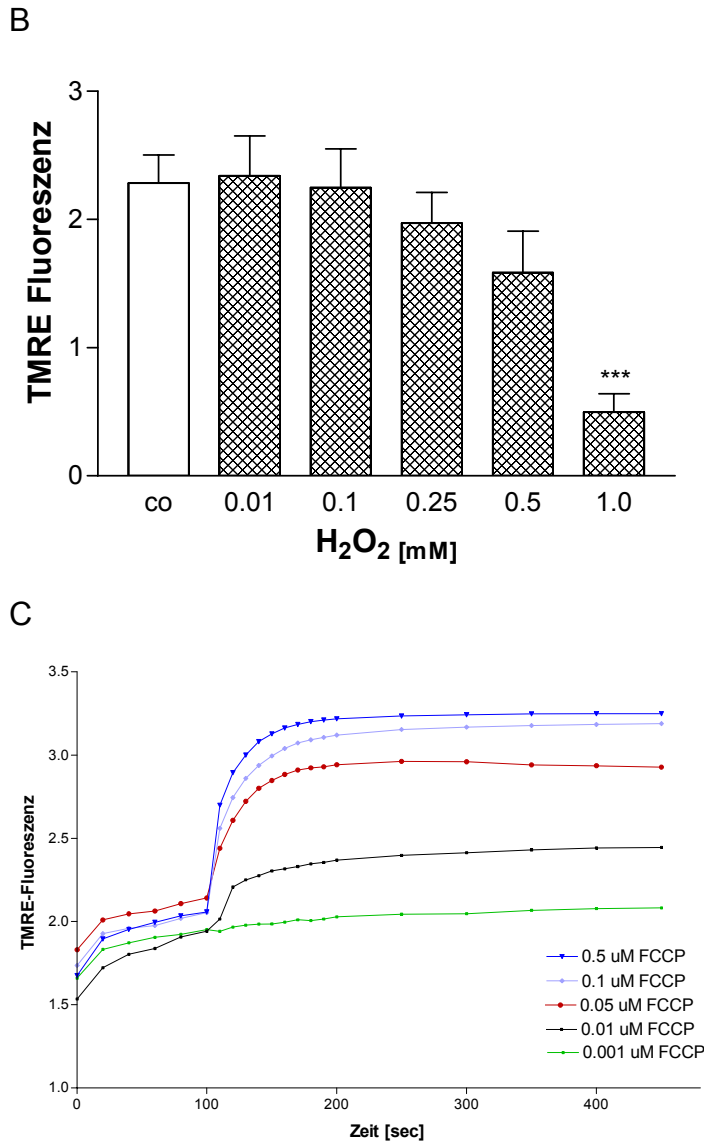 B
3
2
1
0
TMRE Fluoreszenz
***
co 0.01 0.1 0.25 0.5 1.0
H₂O₂ [mM]
C
3.5
3.0
2.5
2.0
1.5
1.0
TMRE-Fluoreszenz
0.5 uM FCCP
0.1 uM FCCP
0.05 uM FCCP
0.01 uM FCCP
0.001 uM FCCP
0 100 200 300 400
Zeit [sec]